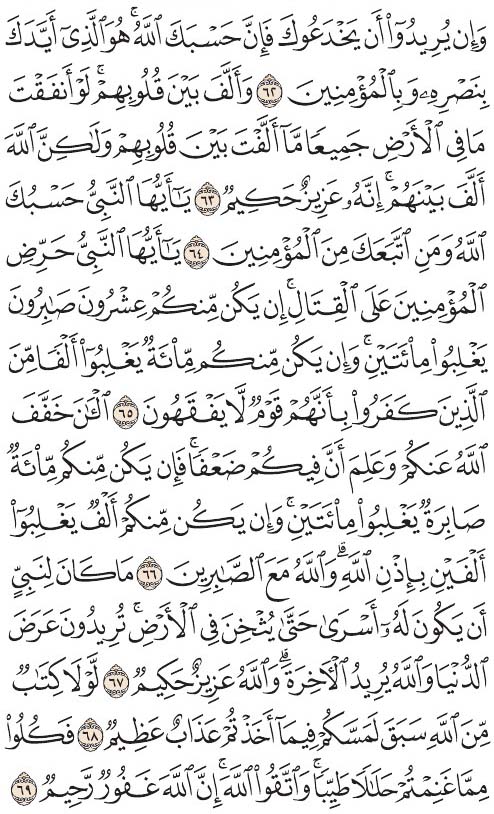 وَإِن يُرِيدُوٓا۟ أَن يَخْدَعُوكَ فَإِنَّ حَسْبَكَ ٱللَّهُ ۚ هُوَ ٱلَّذِىٓ أَيَّدَكَ
بِنَصْرِهِۦ وَبِٱلْمُؤْمِنِينَ ٦٢ وَأَلَّفَ بَيْنَ قُلُوبِهِمْ ۚ لَوْ أَنفَقْتَ
مَا فِى ٱلْأَرْضِ جَمِيعًا مَّآ أَلَّفْتَ بَيْنَ قُلُوبِهِمْ وَلَـٰكِنَّ ٱللَّهَ
أَلَّفَ بَيْنَهُمْ ۚ إِنَّهُۥ عَزِيزٌ حَكِيمٌ ٦٣ يَـٰٓأَيُّهَا ٱلنَّبِىُّ حَسْبُكَ
ٱللَّهُ وَمَنِ ٱتَّبَعَكَ مِنَ ٱلْمُؤْمِنِينَ ٦٤ يَـٰٓأَيُّهَا ٱلنَّبِىُّ حَرِّضِ
ٱلْمُؤْمِنِينَ عَلَى ٱلْقِتَالِ ۚ إِن يَكُن مِّنكُمْ عِشْرُونَ صَـٰبِرُونَ
يَغْلِبُوا۟ مِا۟ئَتَيْنِ ۚ وَإِن يَكُن مِّنكُم مِّا۟ئَةٌ يَغْلِبُوٓا۟ أَلْفًا مِّنَ
ٱلَّذِينَ كَفَرُوا۟ بِأَنَّهُمْ قَوْمٌ لَّا يَفْقَهُونَ ٦٥ ٱلْـَٔـٰنَ خَفَّفَ
ٱللَّهُ عَنكُمْ وَعَلِمَ أَنَّ فِيكُمْ ضَعْفًا ۚ فَإِن يَكُن مِّنكُم مِّا۟ئَةٌ
صَابِرَةٌ يَغْلِبُوا۟ مِا۟ئَتَيْنِ ۚ وَإِن يَكُن مِّنكُمْ أَلْفٌ يَغْلِبُوٓا۟
أَلْفَيْنِ بِإِذْنِ ٱللَّهِ ۗ وَٱللَّهُ مَعَ ٱلصَّـٰبِرِينَ ٦٦ مَا كَانَ لِنَبِىٍّ
أَن يَكُونَ لَهُۥٓ أَسْرَىٰ حَتَّىٰ يُثْخِنَ فِى ٱلْأَرْضِ ۚ تُرِيدُونَ عَرَضَ
ٱلدُّنْيَا وَٱللَّهُ يُرِيدُ ٱلْـَٔاخِرَةَ ۗ وَٱللَّهُ عَزِيزٌ حَكِيمٌ ٦٧ لَّوْلَا كِتَـٰبٌ
مِّنَ ٱللَّهِ سَبَقَ لَمَسَّكُمْ فِيمَآ أَخَذْتُمْ عَذَابٌ عَظِيمٌ ٦٨ فَكُلُوا۟
مِمَّا غَنِمْتُمْ حَلَـٰلًا طَيِّبًا ۚ وَٱتَّقُوا۟ ٱللَّهَ ۚ إِنَّ ٱللَّهَ غَفُورٌ رَّحِيمٌ ٦٩